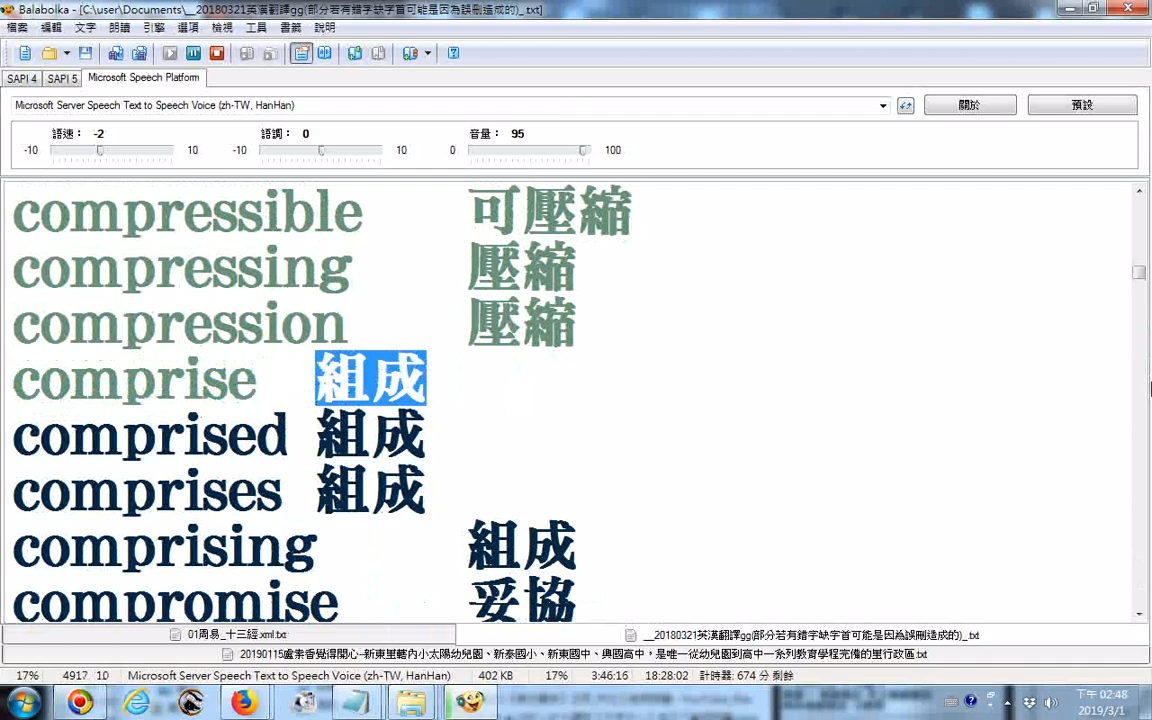 Balabolka - [C:\user\Documents\__20180321英漢翻譯gg(部分若有錯字缺字首可能是因為誤刪造成的)_.txt]
檔案 編輯 文字 朗讀 引擎 選項 檢視 工具 書籤 說明
SAPI 4 SAPI 5 Microsoft Speech Platform
Microsoft Server Speech Text to Speech Voice (zh-TW, HanHan) 關於 預設
語速： -2 語調： 0 音量： 95
-10 10 -10 10 0 100
compressible 可壓縮
compressing 壓縮
compression 壓縮
comprise 組成
comprised 組成
comprises 組成
comprising 組成
compromise 妥協
01周易_十三經.xml.txt __20180321英漢翻譯gg(部分若有錯字缺字首可能是因為誤刪造成的)_.txt
20190115盧素香覺得開心--新東里轄內小太陽幼兒園、新泰國小、新東國中、興國高中，是唯一從幼兒園到高中一系列教育學程完備的里行政區.txt
17% 4917 10 Microsoft Server Speech Text to Speech Voice (zh-TW, HanHan) 402 KB 17% 3:46:16 18:28:02 計時器: 674 分 剩餘
下午 02:48
2019/3/1